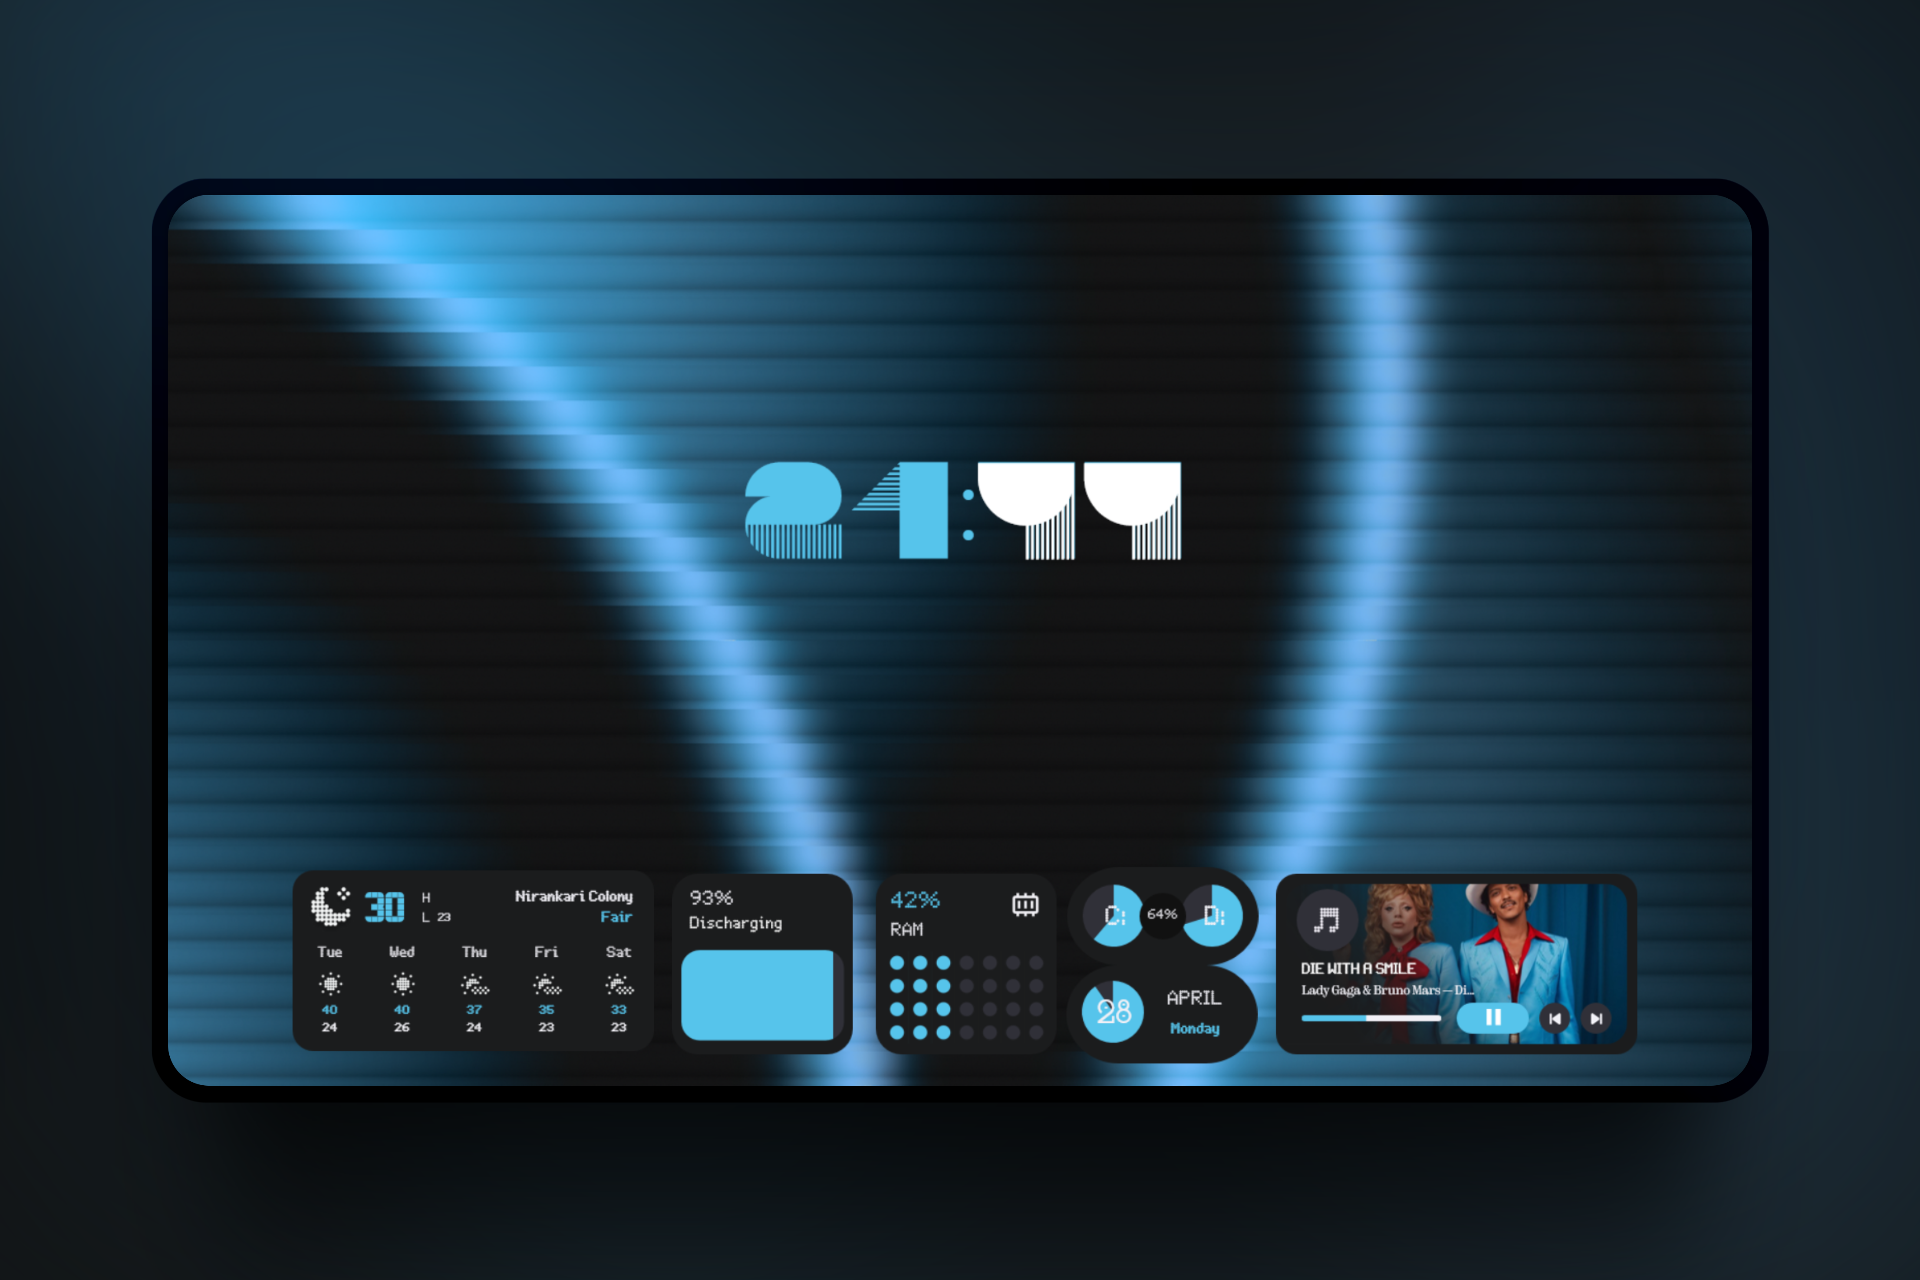 21:44
30
H
L 23
Nirankari Colony
Fair
Tue Wed Thu Fri Sat
40 40 37 35 33
24 26 24 23 23
93%
Discharging
42%
RAM
C: 64% D:
28
APRIL
Monday
DIE WITH A SMILE
Lady Gaga & Bruno Mars — Di...